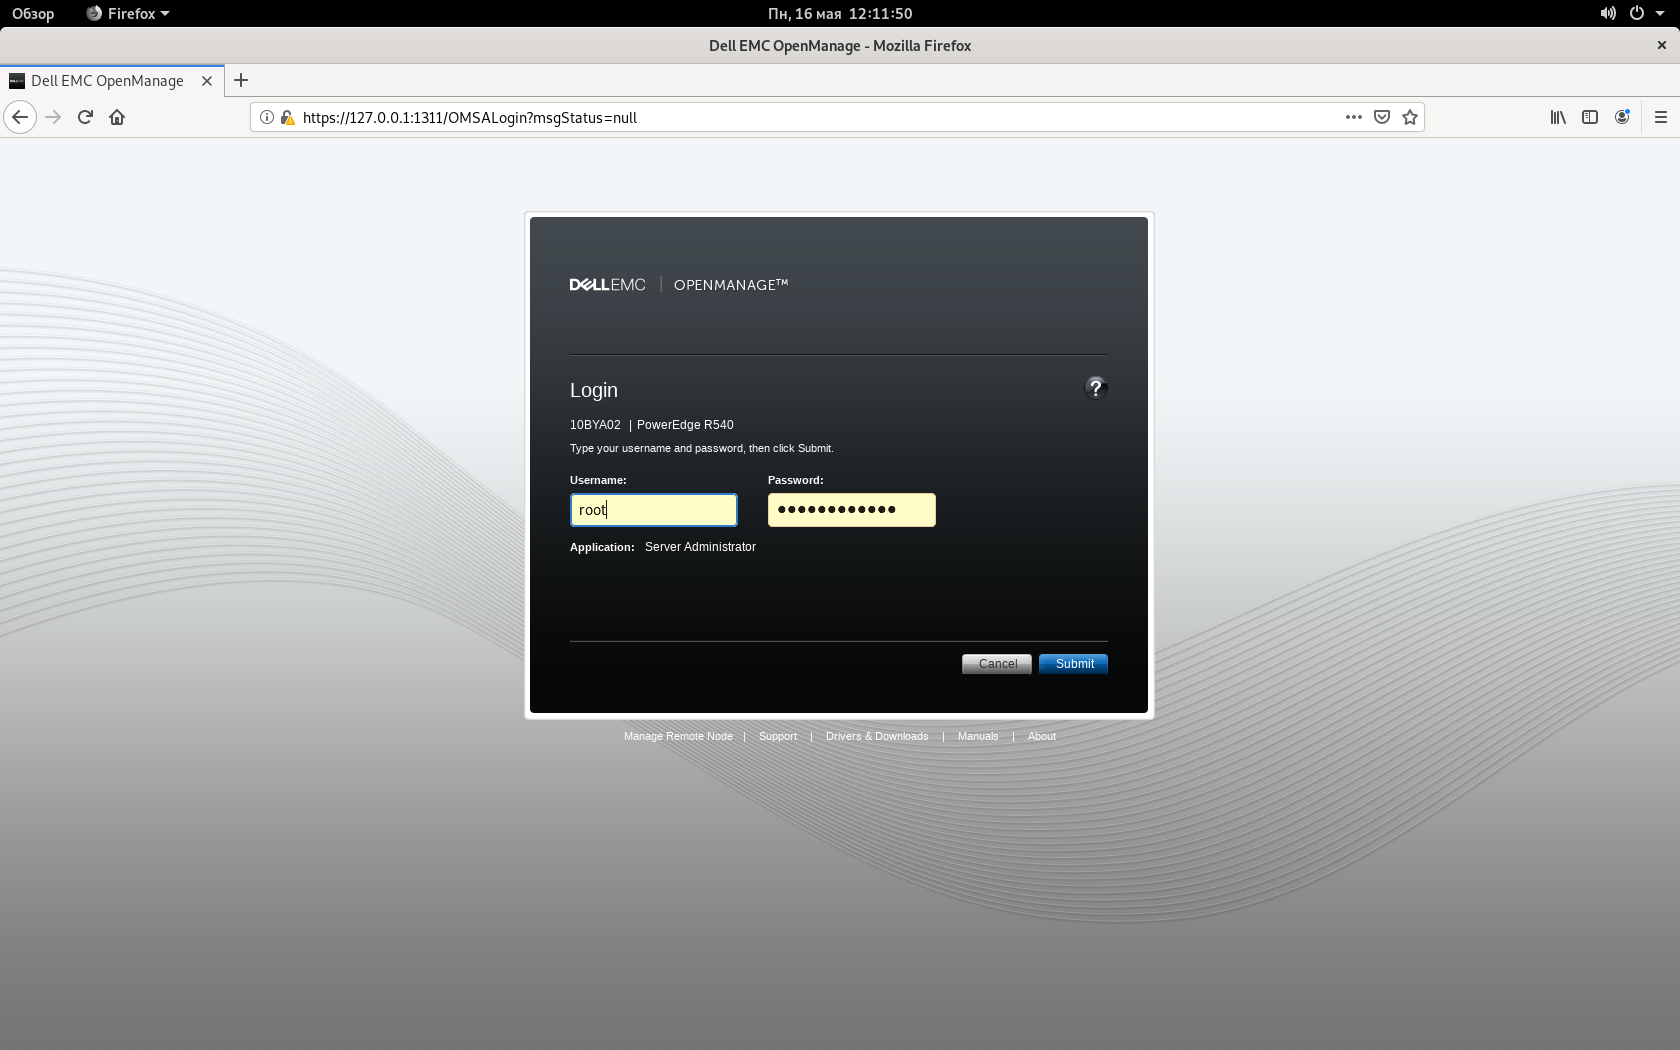 Обзор Firefox Пн, 16 мая 12:11:50
Dell EMC OpenManage - Mozilla Firefox
Dell EMC OpenManage
https://127.0.0.1:1311/OMSALogin?msgStatus=null
DELLEMC | OPENMANAGE™
Login
10BYA02 | PowerEdge R540
Type your username and password, then click Submit.
Username: Password:
root ●●●●●●●●●●●●
Application: Server Administrator
Cancel Submit
Manage Remote Node | Support | Drivers & Downloads | Manuals | About